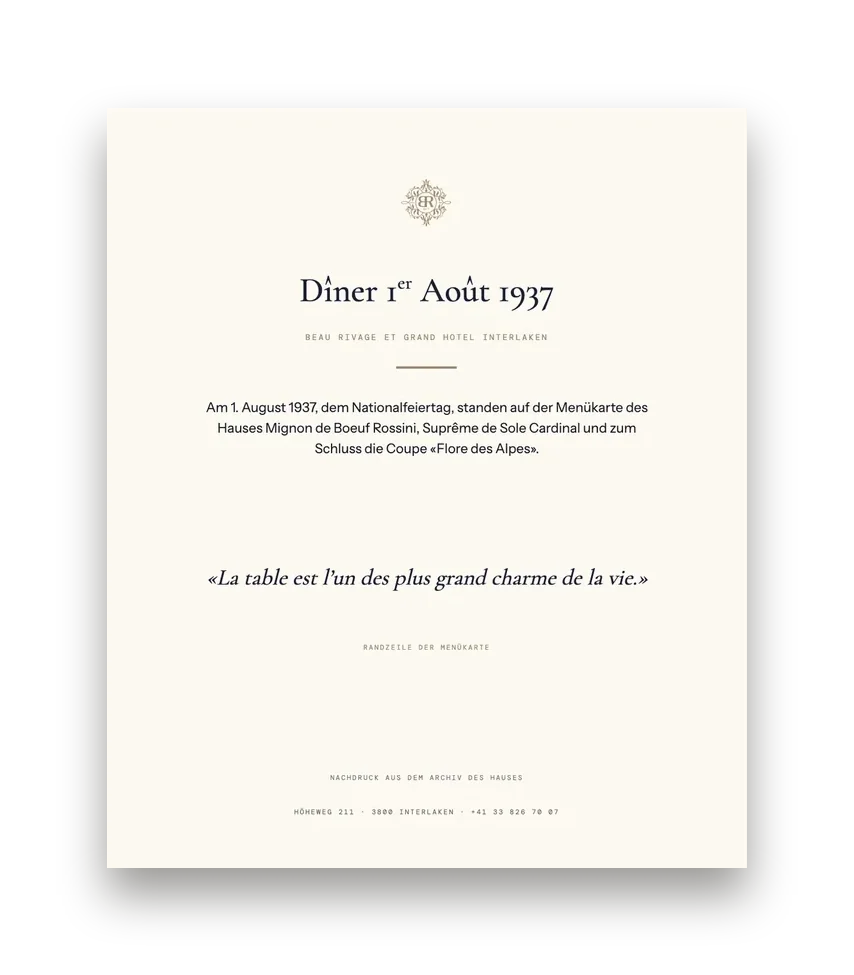 BR
Dîner 1er Août 1937
BEAU RIVAGE ET GRAND HOTEL INTERLAKEN
Am 1. August 1937, dem Nationalfeiertag, standen auf der Menükarte des
Hauses Mignon de Boeuf Rossini, Suprême de Sole Cardinal und zum
Schluss die Coupe «Flore des Alpes».
«La table est l’un des plus grand charme de la vie.»
RANDZEILE DER MENÜKARTE
NACHDRUCK AUS DEM ARCHIV DES HAUSES
HÖHEWEG 211 · 3800 INTERLAKEN · +41 33 826 70 07